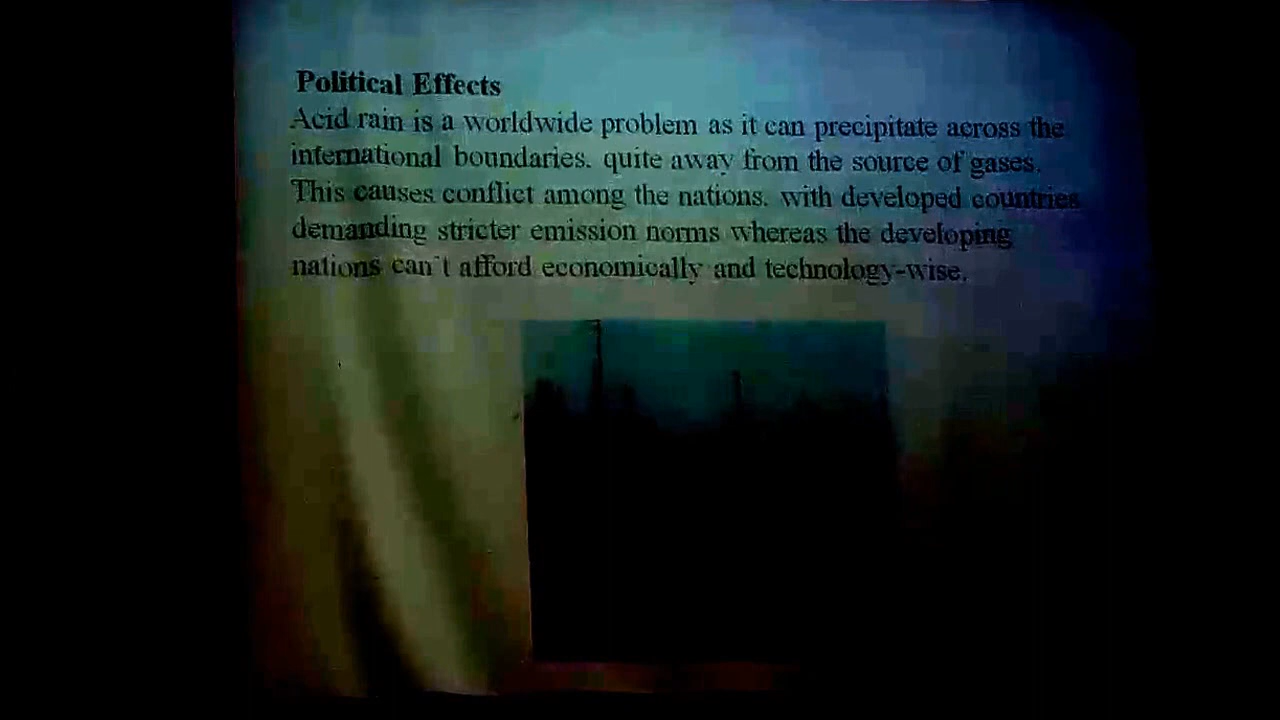 Political Effects
Acid rain is a worldwide problem as it can precipitate across the
international boundaries. quite away from the source of gases.
This causes conflict among the nations. with developed countries
demanding stricter emission norms whereas the developing
nations can't afford economically and technology-wise.